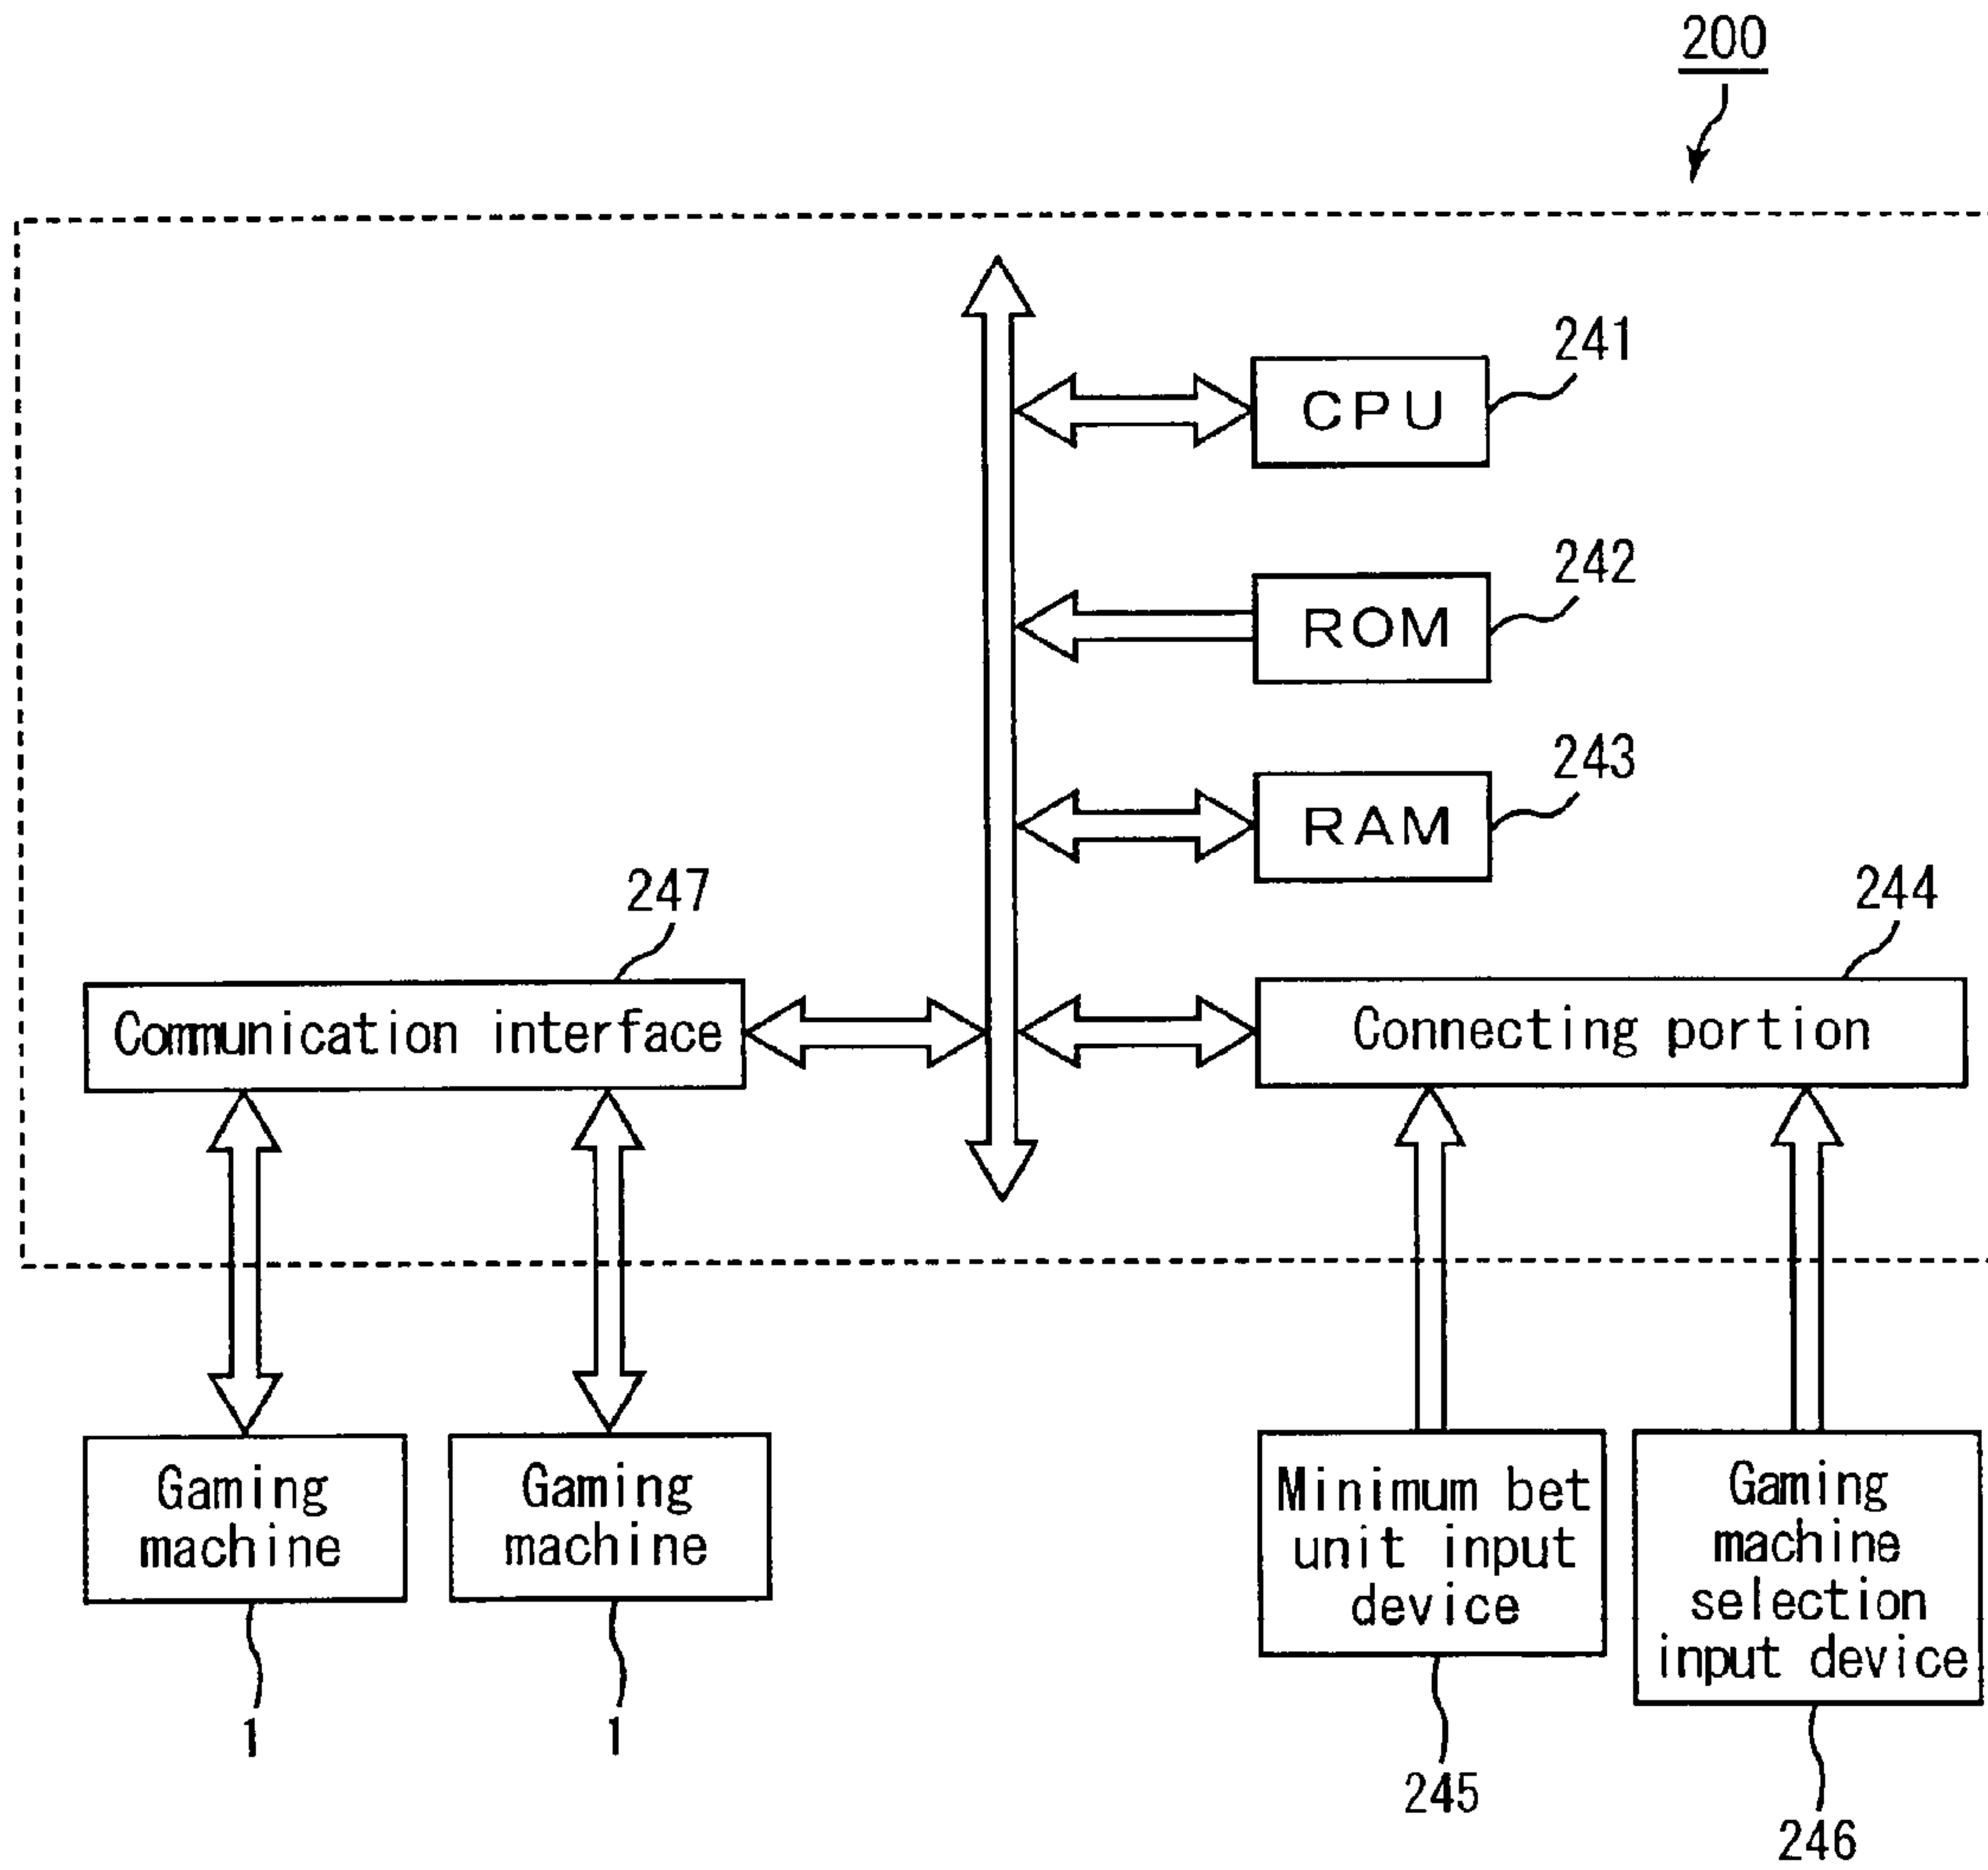 200
241
CPU
242
ROM
243
RAM
247
244
Communication interface
Connecting portion
Gaming
machine
Gaming
machine
Minimum bet
unit input
device
Gaming
machine
selection
input device
1
1
245
246